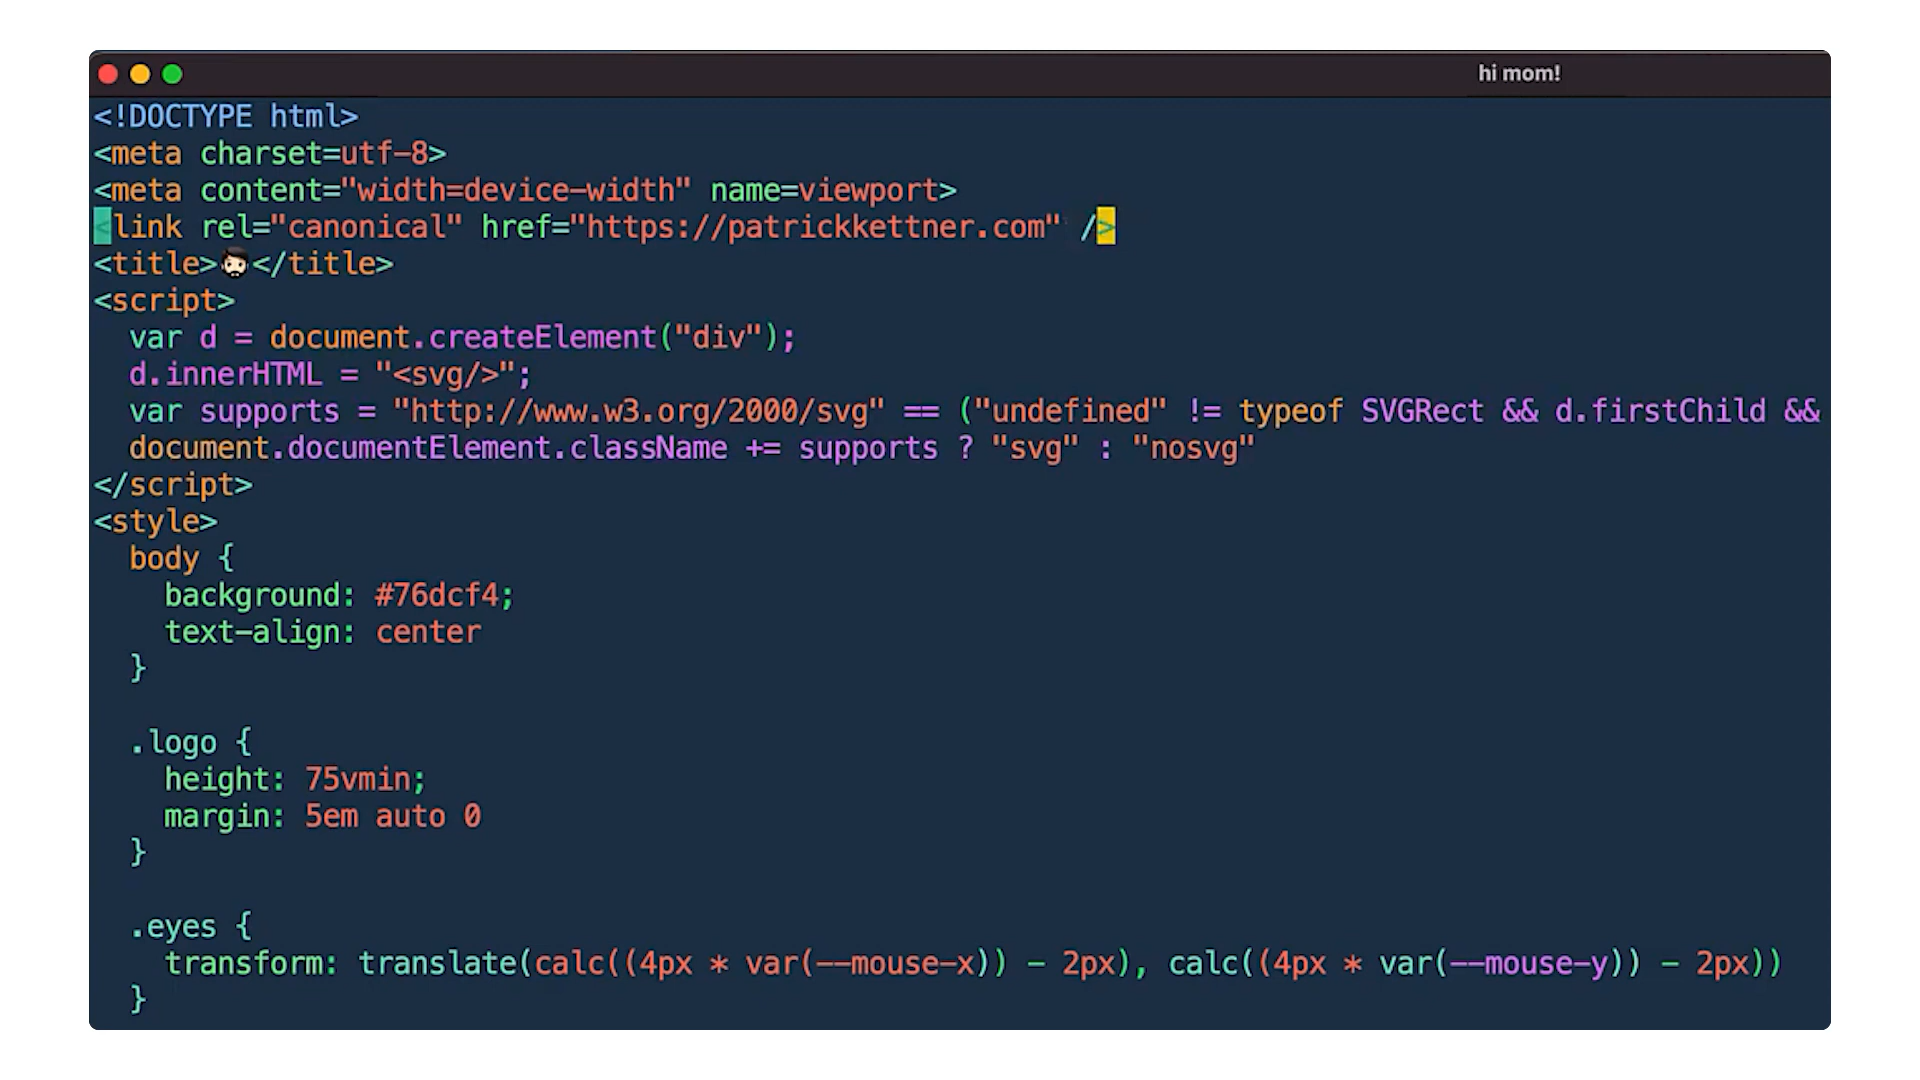 hi mom!
<!DOCTYPE html>
<meta charset=utf-8>
<meta content="width=device-width" name=viewport>
<link rel="canonical" href="https://patrickkettner.com" />
<title>🧔🏻</title>
<script>
  var d = document.createElement("div");
  d.innerHTML = "<svg/>";
  var supports = "http://www.w3.org/2000/svg" == ("undefined" != typeof SVGRect && d.firstChild &&
  document.documentElement.className += supports ? "svg" : "nosvg"
</script>
<style>
  body {
    background: #76dcf4;
    text-align: center
  }
  .logo {
    height: 75vmin;
    margin: 5em auto 0
  }
  .eyes {
    transform: translate(calc((4px * var(--mouse-x)) - 2px), calc((4px * var(--mouse-y)) - 2px))
  }